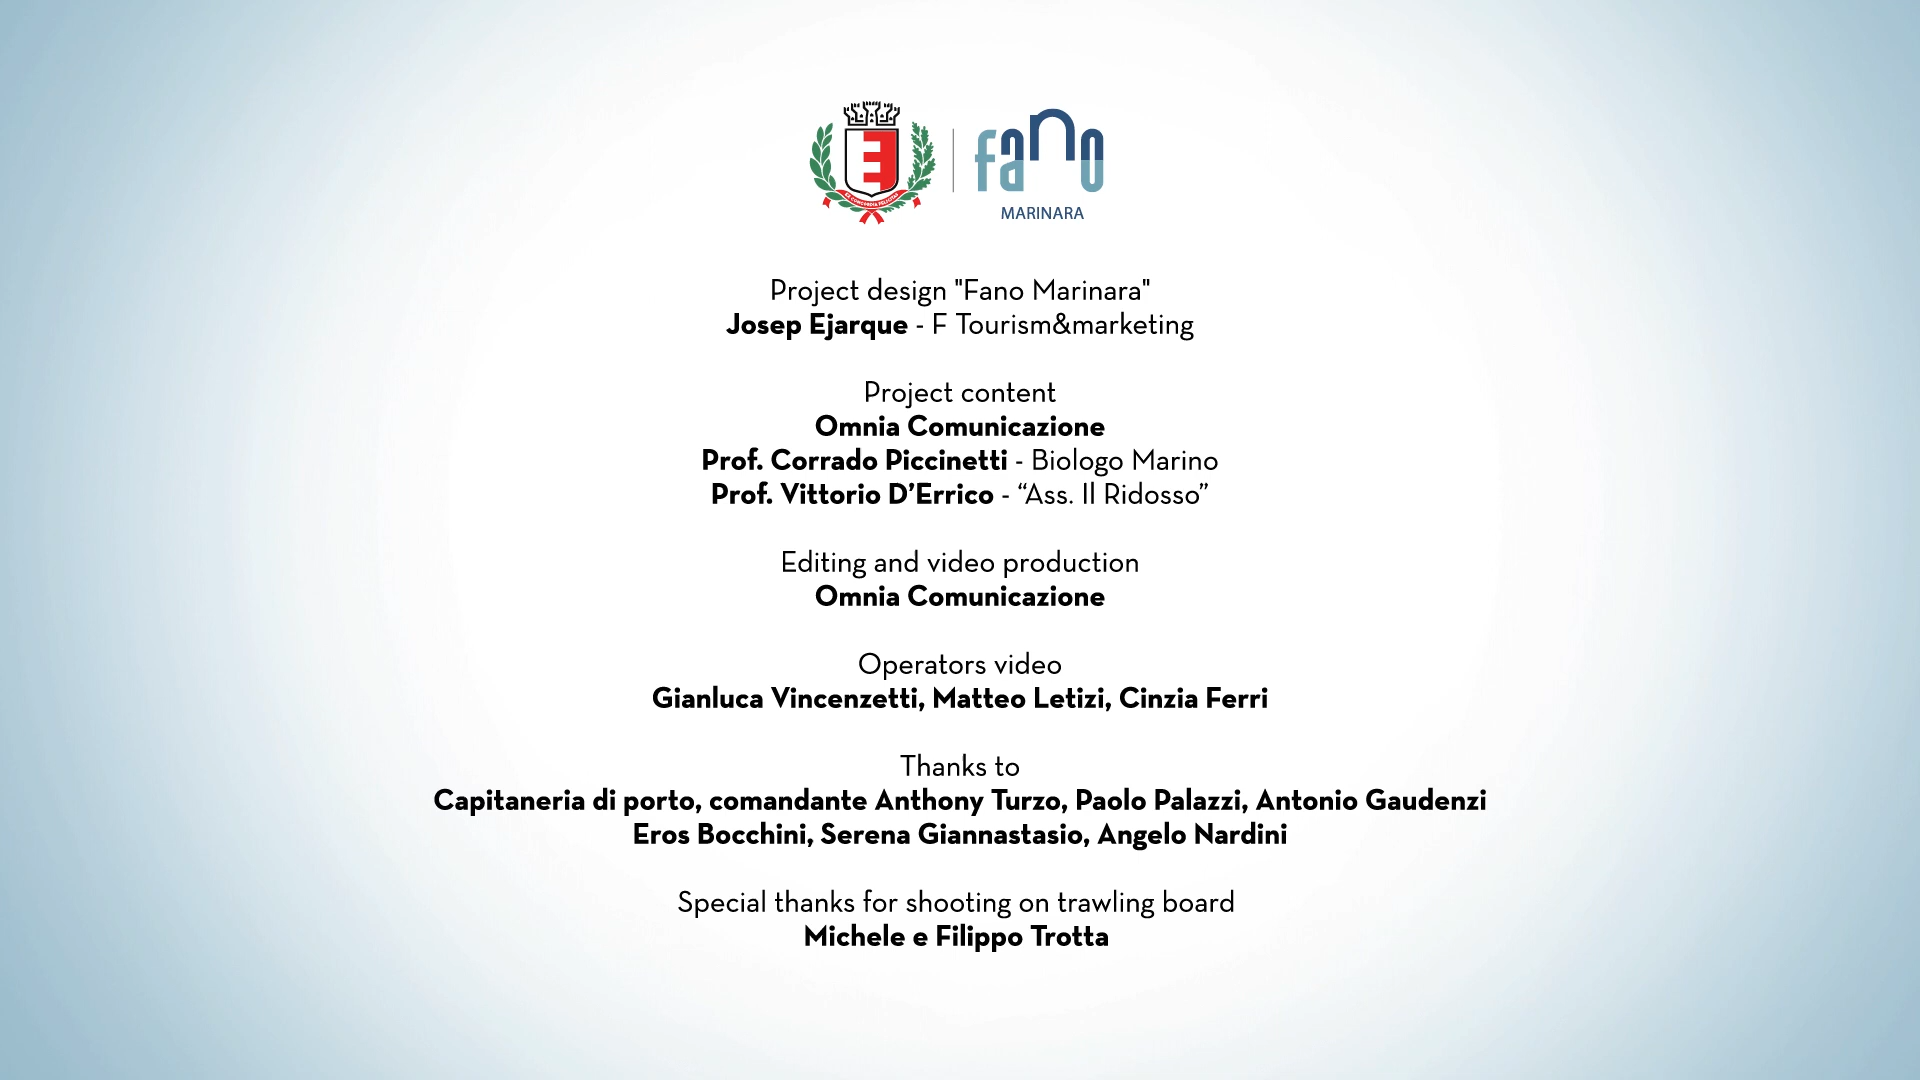 EX CONCORDIA FELICITAS
fano
MARINARA
Project design "Fano Marinara"
Josep Ejarque - F Tourism&marketing
Project content
Omnia Comunicazione
Prof. Corrado Piccinetti - Biologo Marino
Prof. Vittorio D’Errico - “Ass. Il Ridosso”
Editing and video production
Omnia Comunicazione
Operators video
Gianluca Vincenzetti, Matteo Letizi, Cinzia Ferri
Thanks to
Capitaneria di porto, comandante Anthony Turzo, Paolo Palazzi, Antonio Gaudenzi
Eros Bocchini, Serena Giannastasio, Angelo Nardini
Special thanks for shooting on trawling board
Michele e Filippo Trotta